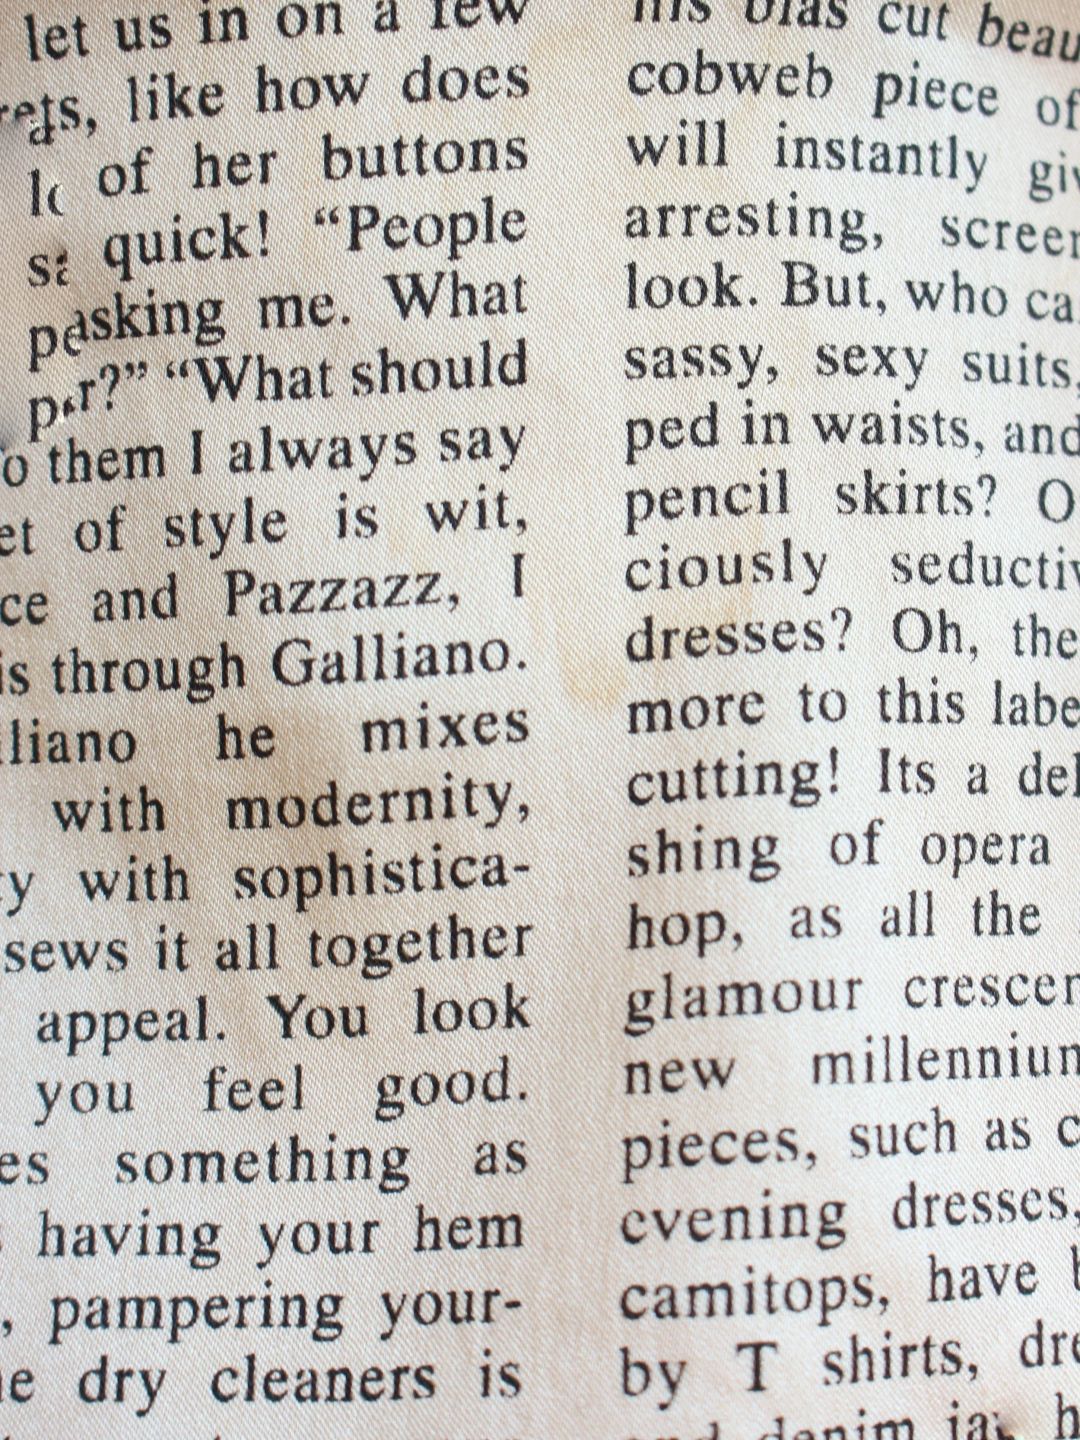 let us in on a few
like how does
of her buttons
quick! “People
asking me. What
“What should
them I always say
of style is wit,
and Pazzazz, I
is through Galliano.
he mixes
with modernity,
with sophistica-
sews it all together
appeal. You look
you feel good.
something as
having your hem
, pampering your-
dry cleaners is
his bias cut
cobweb piece of
will instantly
arresting,
look. But, who
sassy, sexy suits,
ped in waists, and
pencil skirts?
ciously
dresses? Oh,
more to this
cutting! Its a
shing of opera
hop, as all the
glamour
new
pieces, such as
evening dresses,
camitops, have
by T shirts,
denim